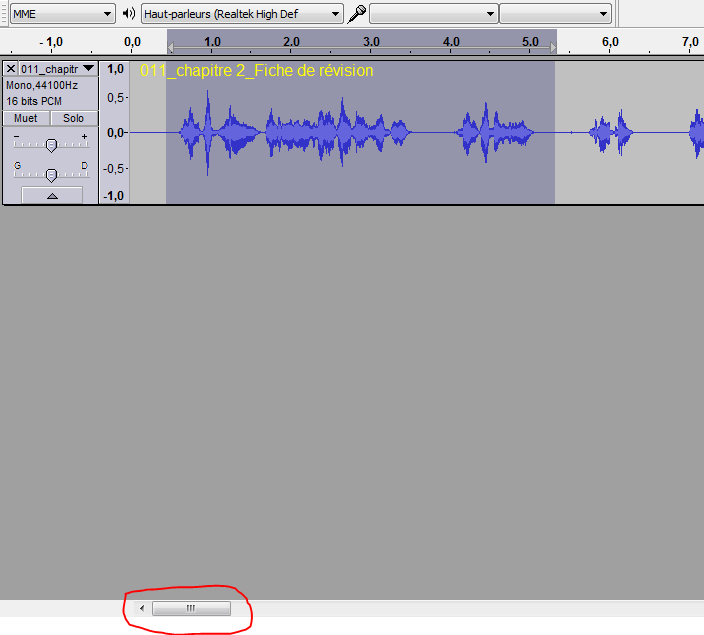 MME
Haut-parleurs (Realtek High Def
- 1,0 0,0 1,0 2,0 3,0 4,0 5,0 6,0 7,0
011_chapitr
Mono,44100Hz
16 bits PCM
Muet Solo
- +
G D
1,0
0,5-
0,0-
-0,5-
-1,0
011_chapitre 2_Fiche de révision